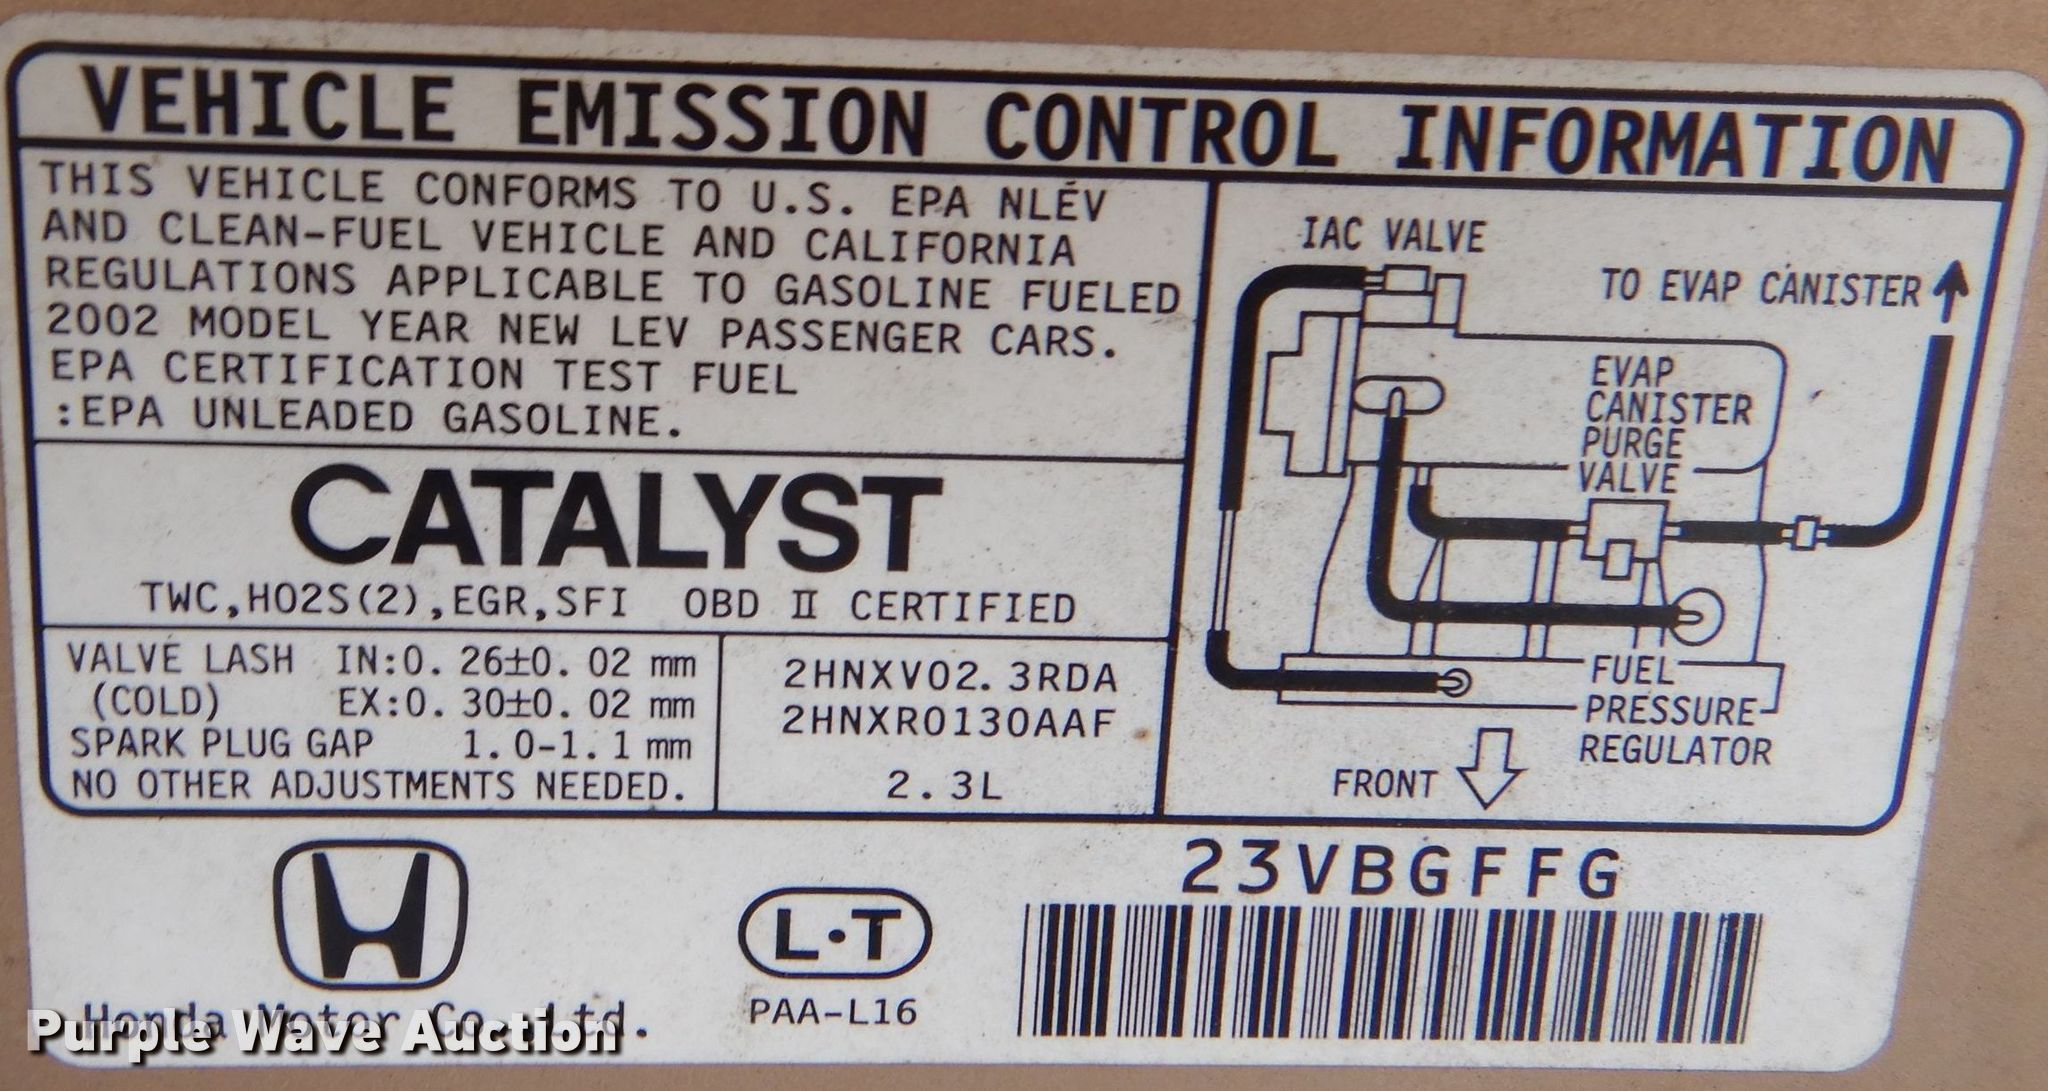 VEHICLE EMISSION CONTROL INFORMATION
THIS VEHICLE CONFORMS TO U.S. EPA NLEV
AND CLEAN-FUEL VEHICLE AND CALIFORNIA
REGULATIONS APPLICABLE TO GASOLINE FUELED
2002 MODEL YEAR NEW LEV PASSENGER CARS.
EPA CERTIFICATION TEST FUEL
:EPA UNLEADED GASOLINE.
CATALYST
TWC,HO2S(2),EGR,SFI OBD II CERTIFIED
VALVE LASH IN:0.26±0.02 mm
(COLD) EX:0.30±0.02 mm
SPARK PLUG GAP 1.0-1.1 mm
NO OTHER ADJUSTMENTS NEEDED.
2HNXV02.3RDA
2HNXR0130AAF
2.3L
IAC VALVE
TO EVAP CANISTER
EVAP
CANISTER
PURGE
VALVE
FUEL
PRESSURE
REGULATOR
FRONT
23VBGFFG
L·T
PAA-L16
Honda Motor Co.,Ltd.
Purple Wave Auction